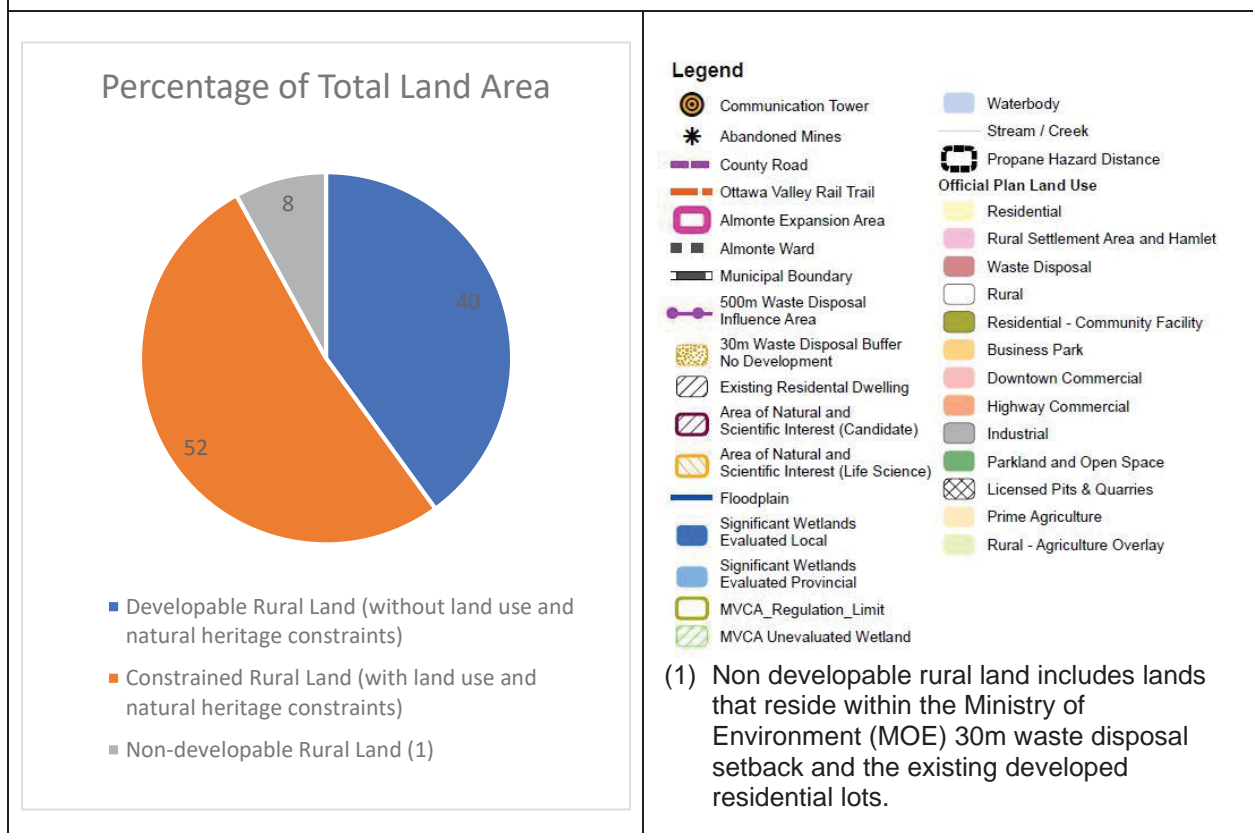 Percentage of Total Land Area
8
40
52
Developable Rural Land (without land use and
natural heritage constraints)
Constrained Rural Land (with land use and
natural heritage constraints)
Non-developable Rural Land (1)
Legend
Communication Tower
Abandoned Mines
County Road
Ottawa Valley Rail Trail
Almonte Expansion Area
Almonte Ward
Municipal Boundary
500m Waste Disposal
Influence Area
30m Waste Disposal Buffer
No Development
Existing Residental Dwelling
Area of Natural and
Scientific Interest (Candidate)
Area of Natural and
Scientific Interest (Life Science)
Floodplain
Significant Wetlands
Evaluated Local
Significant Wetlands
Evaluated Provincial
MVCA_Regulation_Limit
MVCA Unevaluated Wetland
Waterbody
Stream / Creek
Propane Hazard Distance
Official Plan Land Use
Residential
Rural Settlement Area and Hamlet
Waste Disposal
Rural
Residential - Community Facility
Business Park
Downtown Commercial
Highway Commercial
Industrial
Parkland and Open Space
Licensed Pits & Quarries
Prime Agriculture
Rural - Agriculture Overlay
(1) Non developable rural land includes lands
that reside within the Ministry of
Environment (MOE) 30m waste disposal
setback and the existing developed
residential lots.